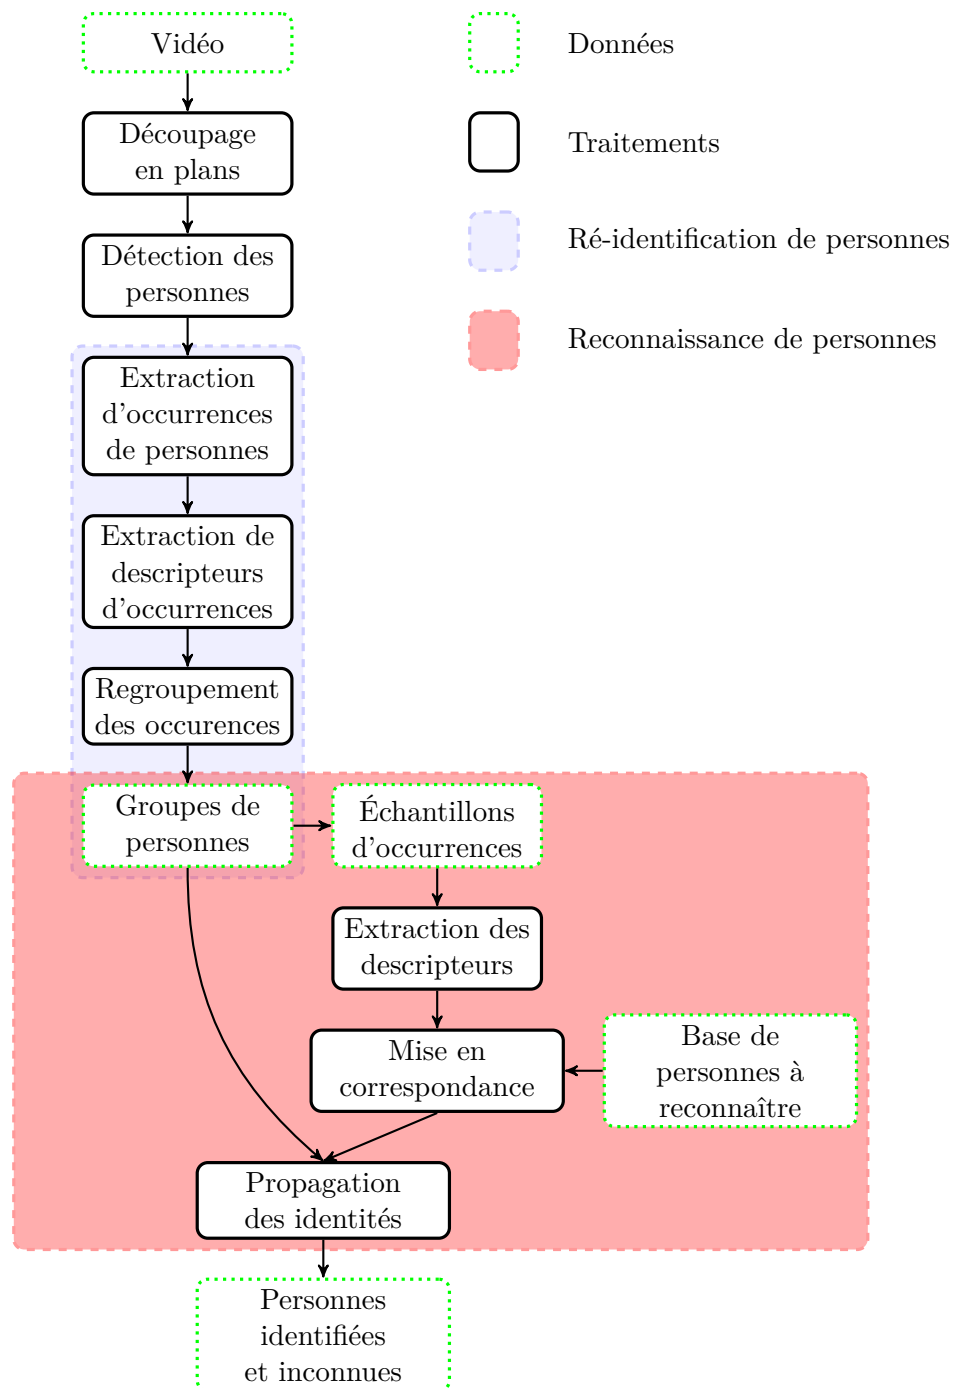 Vidéo
Découpage
en plans
Détection des
personnes
Extraction
d'occurrences
de personnes
Extraction de
descripteurs
d'occurrences
Regroupement
des occurences
Groupes de
personnes
Échantillons
d'occurrences
Extraction des
descripteurs
Mise en
correspondance
Base de
personnes à
reconnaître
Propagation
des identités
Personnes
identifiées
et inconnues
Données
Traitements
Ré-identification de personnes
Reconnaissance de personnes